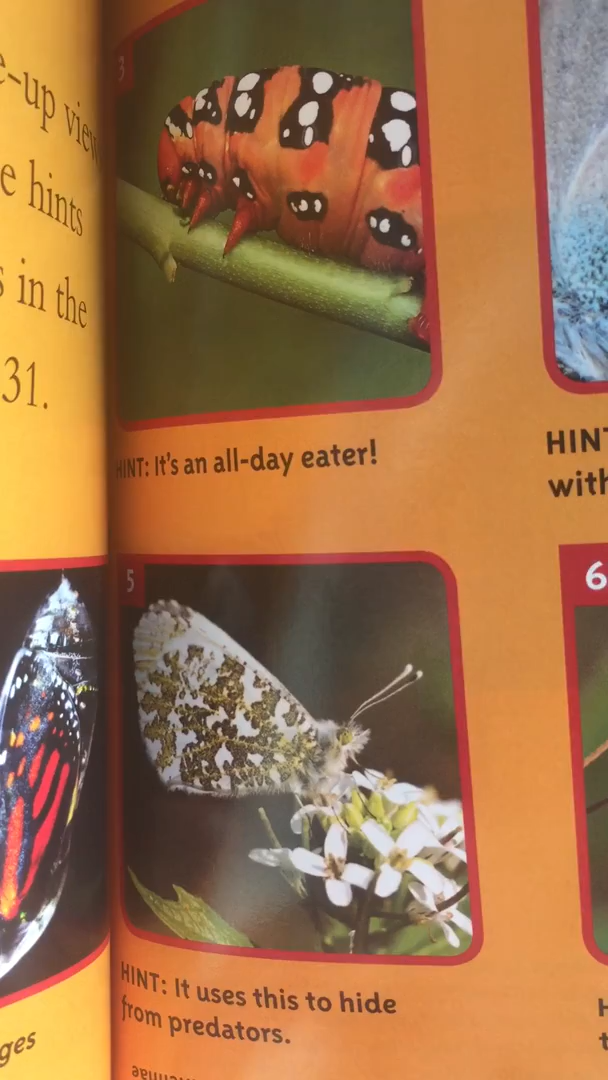 e-up view
e hints
s in the
31.
3
HINT: It's an all-day eater!
HINT
with
5
6
HINT: It uses this to hide
from predators.
ges
H
t